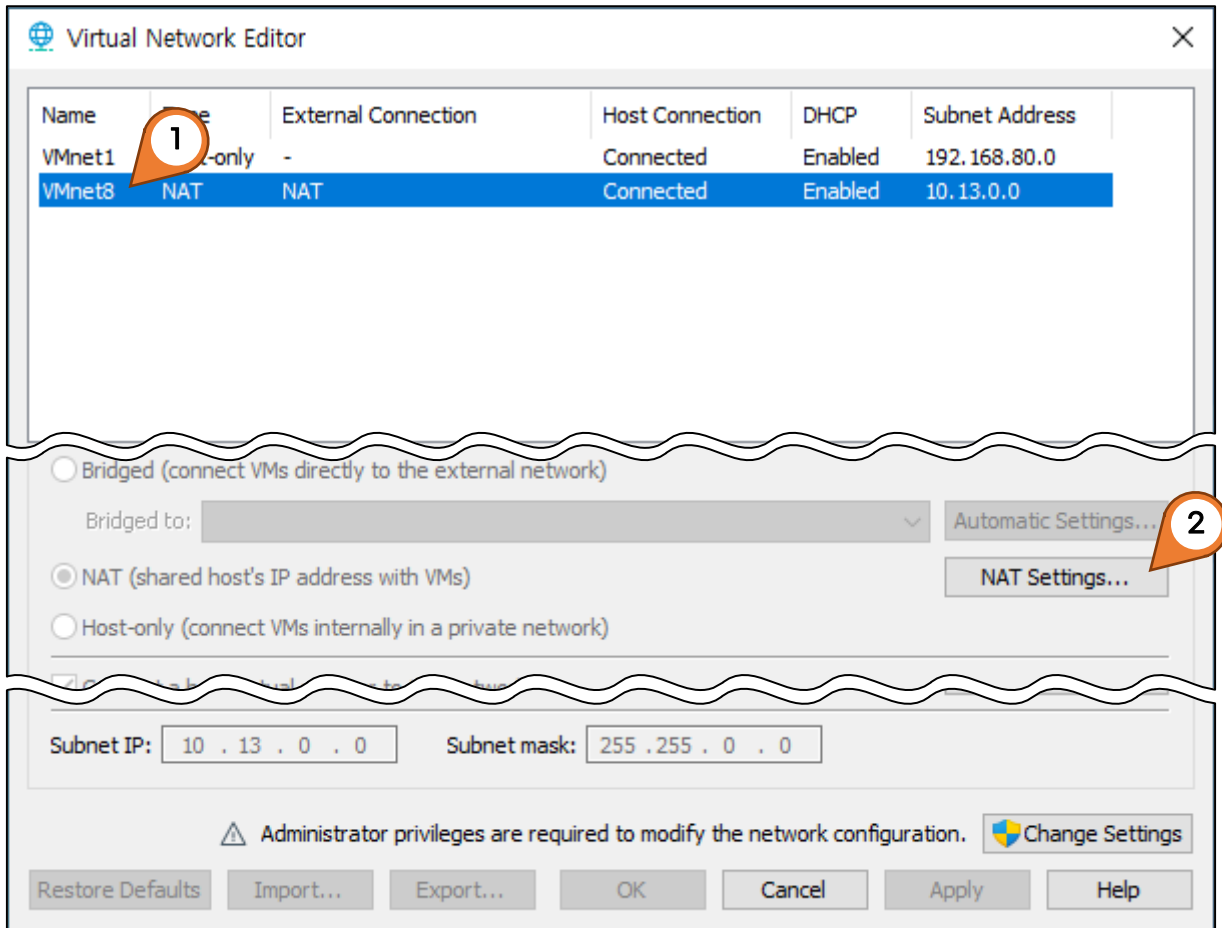 Virtual Network Editor
Name External Connection Host Connection DHCP Subnet Address
1
VMnet1 - Connected Enabled 192.168.80.0
VMnet8 NAT NAT Connected Enabled 10.13.0.0
Bridged (connect VMs directly to the external network)
Bridged to: Automatic Settings...
2
NAT (shared host's IP address with VMs) NAT Settings...
Host-only (connect VMs internally in a private network)
Subnet IP: 10 . 13 . 0 . 0 Subnet mask: 255 .255 . 0 . 0
Administrator privileges are required to modify the network configuration. Change Settings
Restore Defaults Import... Export... OK Cancel Apply Help